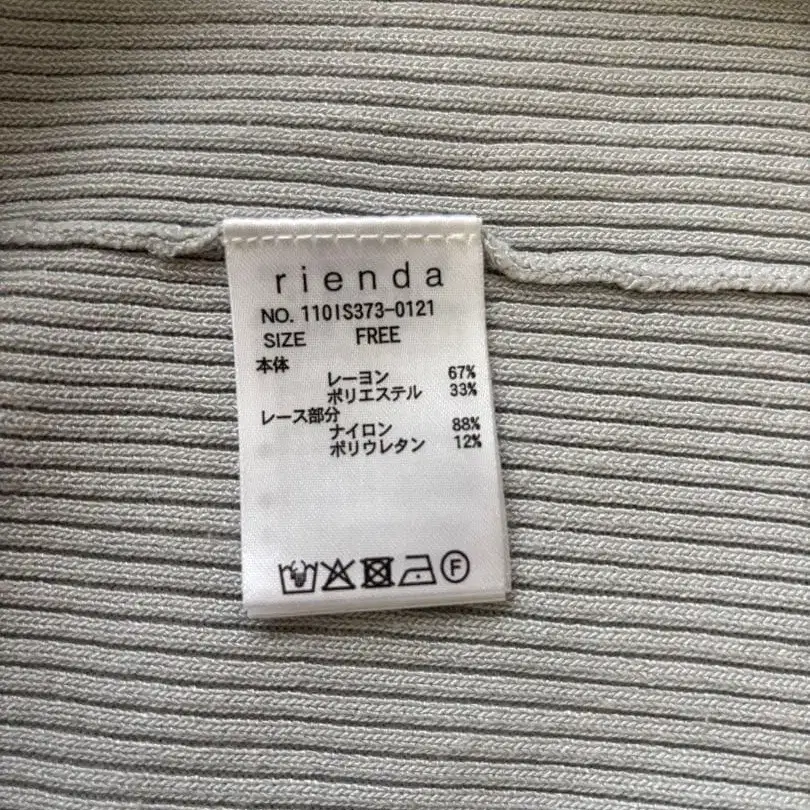 rienda
NO. 110IS373-0121
SIZE FREE
本体
レーヨン 67%
ポリエステル 33%
レース部分
ナイロン 88%
ポリウレタン 12%
F